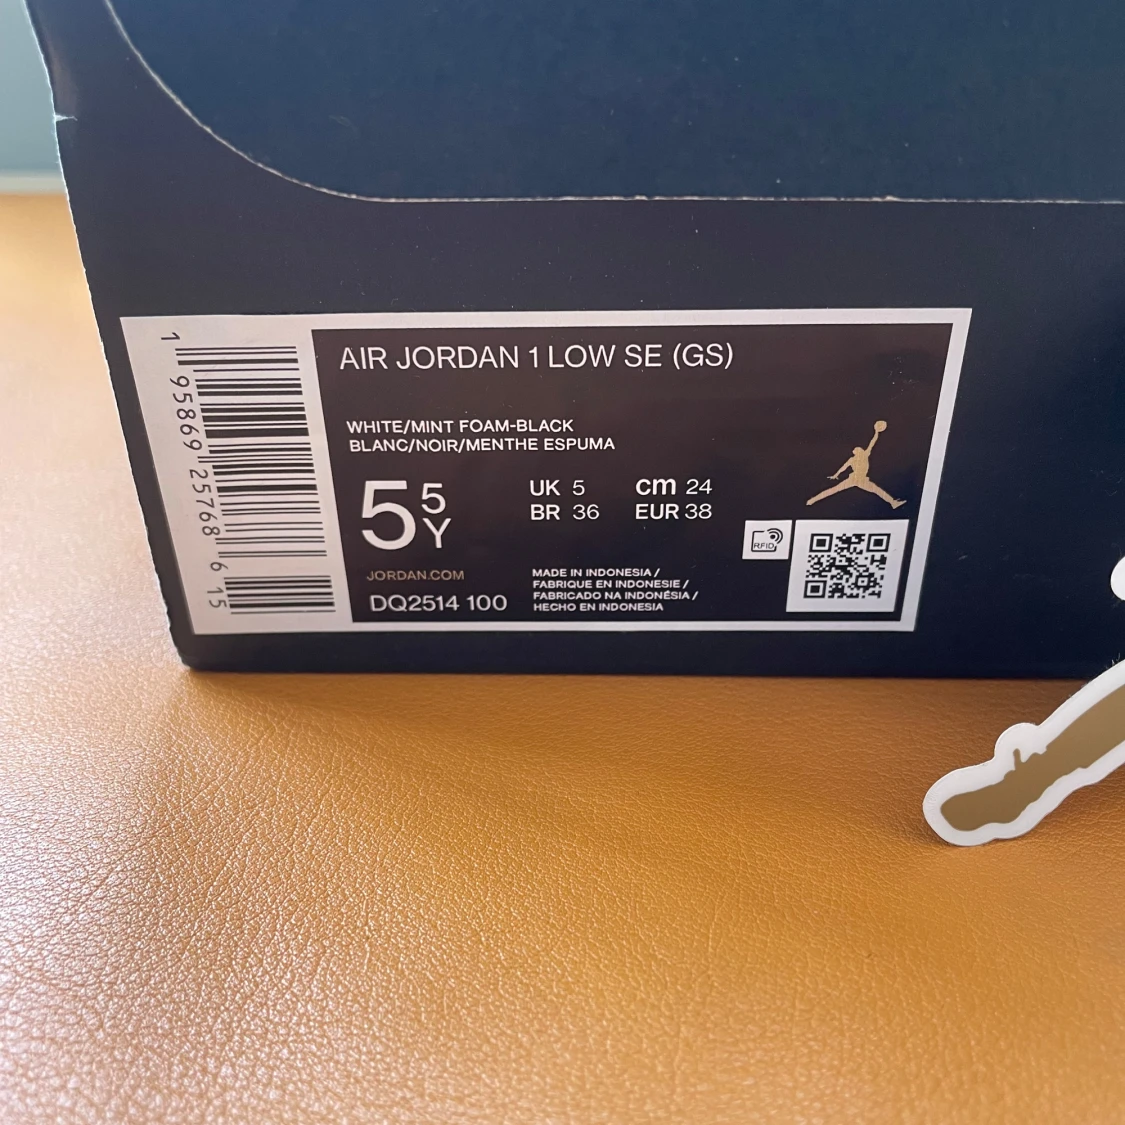 AIR JORDAN 1 LOW SE (GS)
WHITE/MINT FOAM-BLACK
BLANC/NOIR/MENTHE ESPUMA
5 5Y
UK 5 cm 24
BR 36 EUR 38
RFID
JORDAN.COM
DQ2514 100
MADE IN INDONESIA /
FABRIQUE EN INDONESIE /
FABRICADO NA INDONÉSIA /
HECHO EN INDONESIA
1 95869 25768 6 15